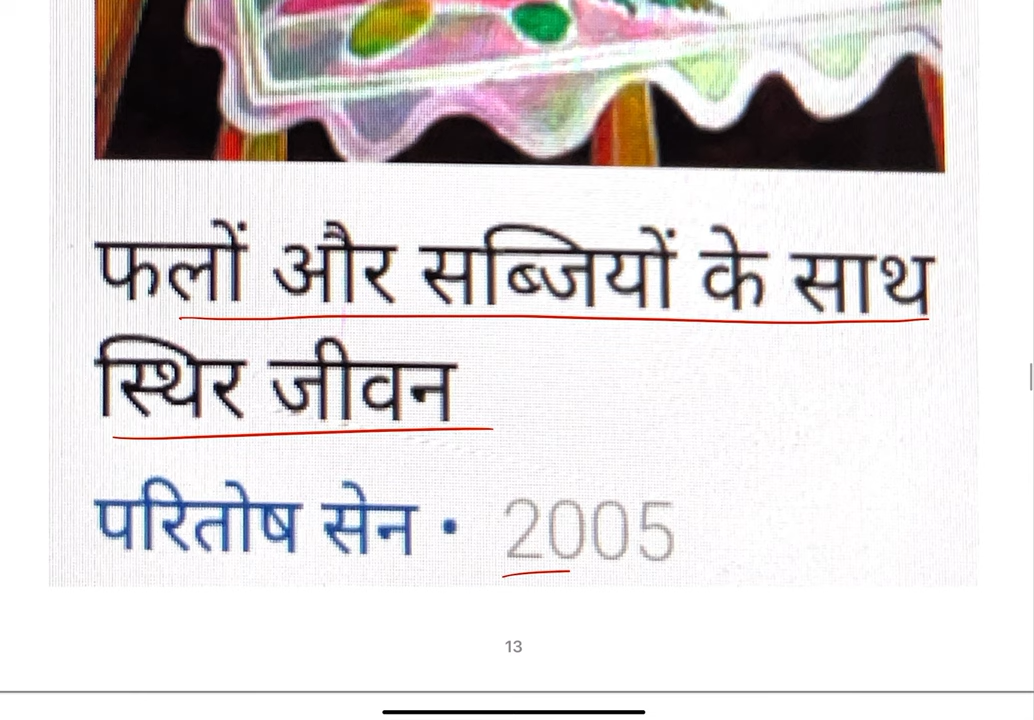 फलों और सब्जियों के साथ
स्थिर जीवन
परितोष सेन • 2005
13